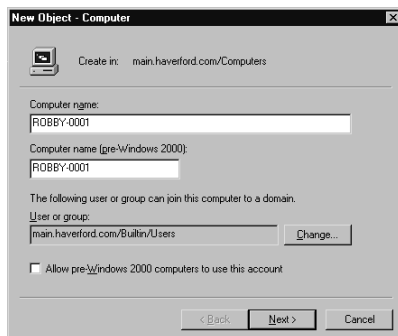 New Object - Computer
Create in: main.haverford.com/Computers
Computer name:
ROBBY-0001
Computer name (pre-Windows 2000):
ROBBY-0001
The following user or group can join this computer to a domain.
User or group:
main.haverford.com/Builtin/Users
Change...
Allow pre-Windows 2000 computers to use this account
< Back
Next >
Cancel